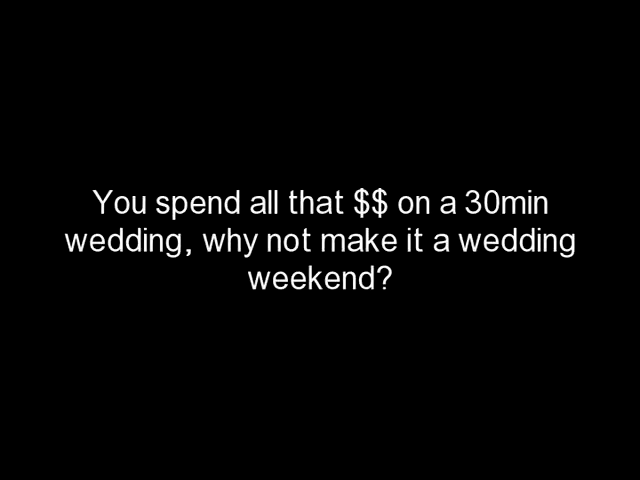 You spend all that $$ on a 30min
wedding, why not make it a wedding
weekend?